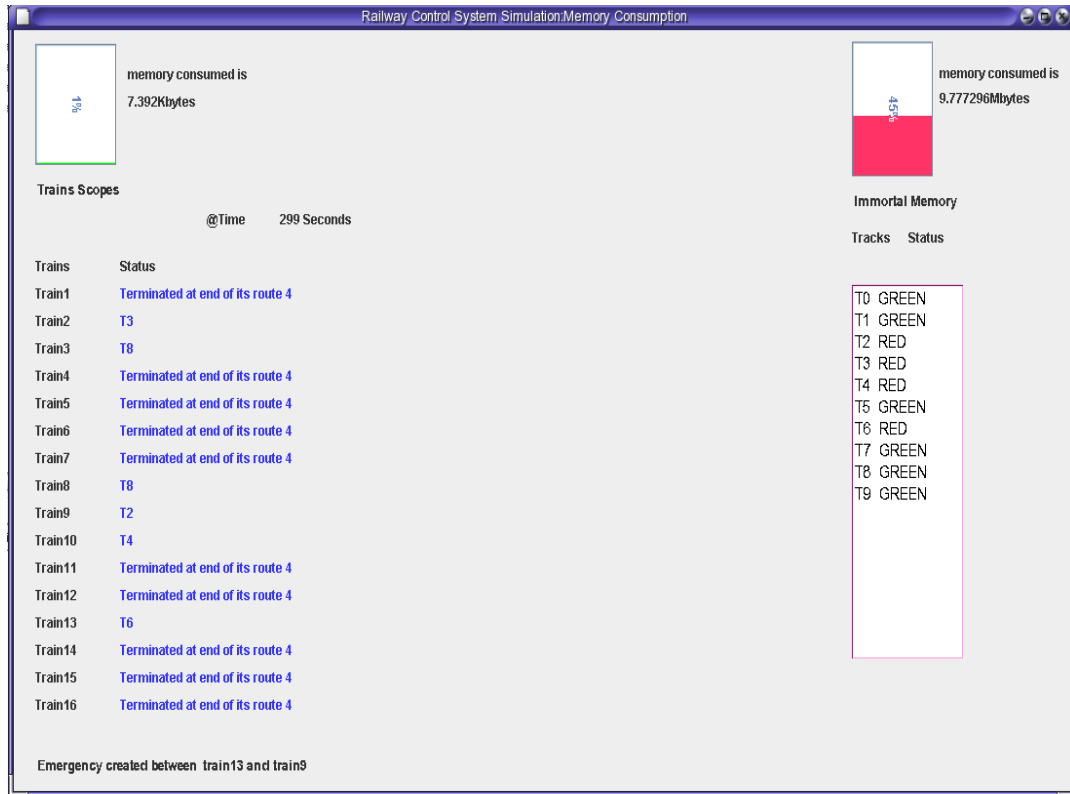 Railway Control System Simulation:Memory Consumption
1%
memory consumed is
7.392Kbytes
Trains Scopes
@Time 299 Seconds
45%
memory consumed is
9.777296Mbytes
Immortal Memory
Tracks Status
Trains Status
Train1 Terminated at end of its route 4
Train2 T3
Train3 T8
Train4 Terminated at end of its route 4
Train5 Terminated at end of its route 4
Train6 Terminated at end of its route 4
Train7 Terminated at end of its route 4
Train8 T8
Train9 T2
Train10 T4
Train11 Terminated at end of its route 4
Train12 Terminated at end of its route 4
Train13 T6
Train14 Terminated at end of its route 4
Train15 Terminated at end of its route 4
Train16 Terminated at end of its route 4
T0 GREEN
T1 GREEN
T2 RED
T3 RED
T4 RED
T5 GREEN
T6 RED
T7 GREEN
T8 GREEN
T9 GREEN
Emergency created between train13 and train9